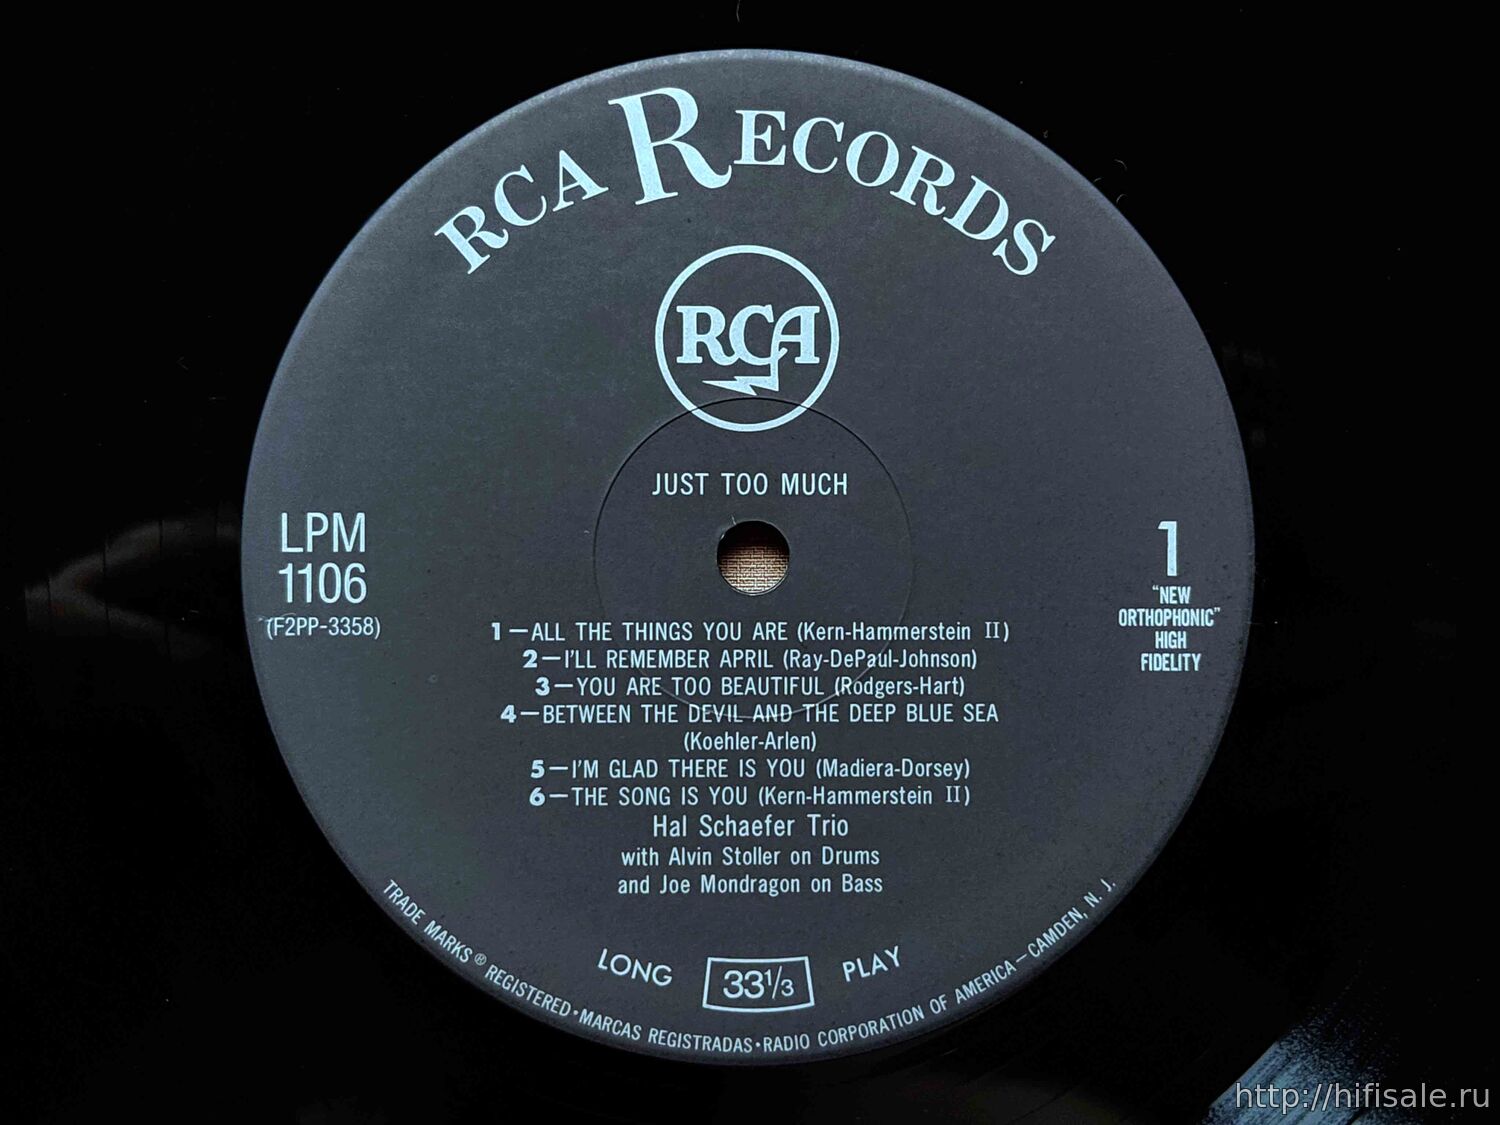 RCA RECORDS
RCA
JUST TOO MUCH
LPM
1106
(F2PP-3358)
1
"NEW
ORTHOPHONIC"
HIGH
FIDELITY
1—ALL THE THINGS YOU ARE (Kern-Hammerstein II)
2—I'LL REMEMBER APRIL (Ray-DePaul-Johnson)
3—YOU ARE TOO BEAUTIFUL (Rodgers-Hart)
4—BETWEEN THE DEVIL AND THE DEEP BLUE SEA
(Koehler-Arlen)
5—I'M GLAD THERE IS YOU (Madiera-Dorsey)
6—THE SONG IS YOU (Kern-Hammerstein II)
Hal Schaefer Trio
with Alvin Stoller on Drums
and Joe Mondragon on Bass
LONG 33⅓ PLAY
TRADE MARKS ® REGISTERED•MARCAS REGISTRADAS•RADIO CORPORATION OF AMERICA—CAMDEN, N. J.
http://hifisale.ru